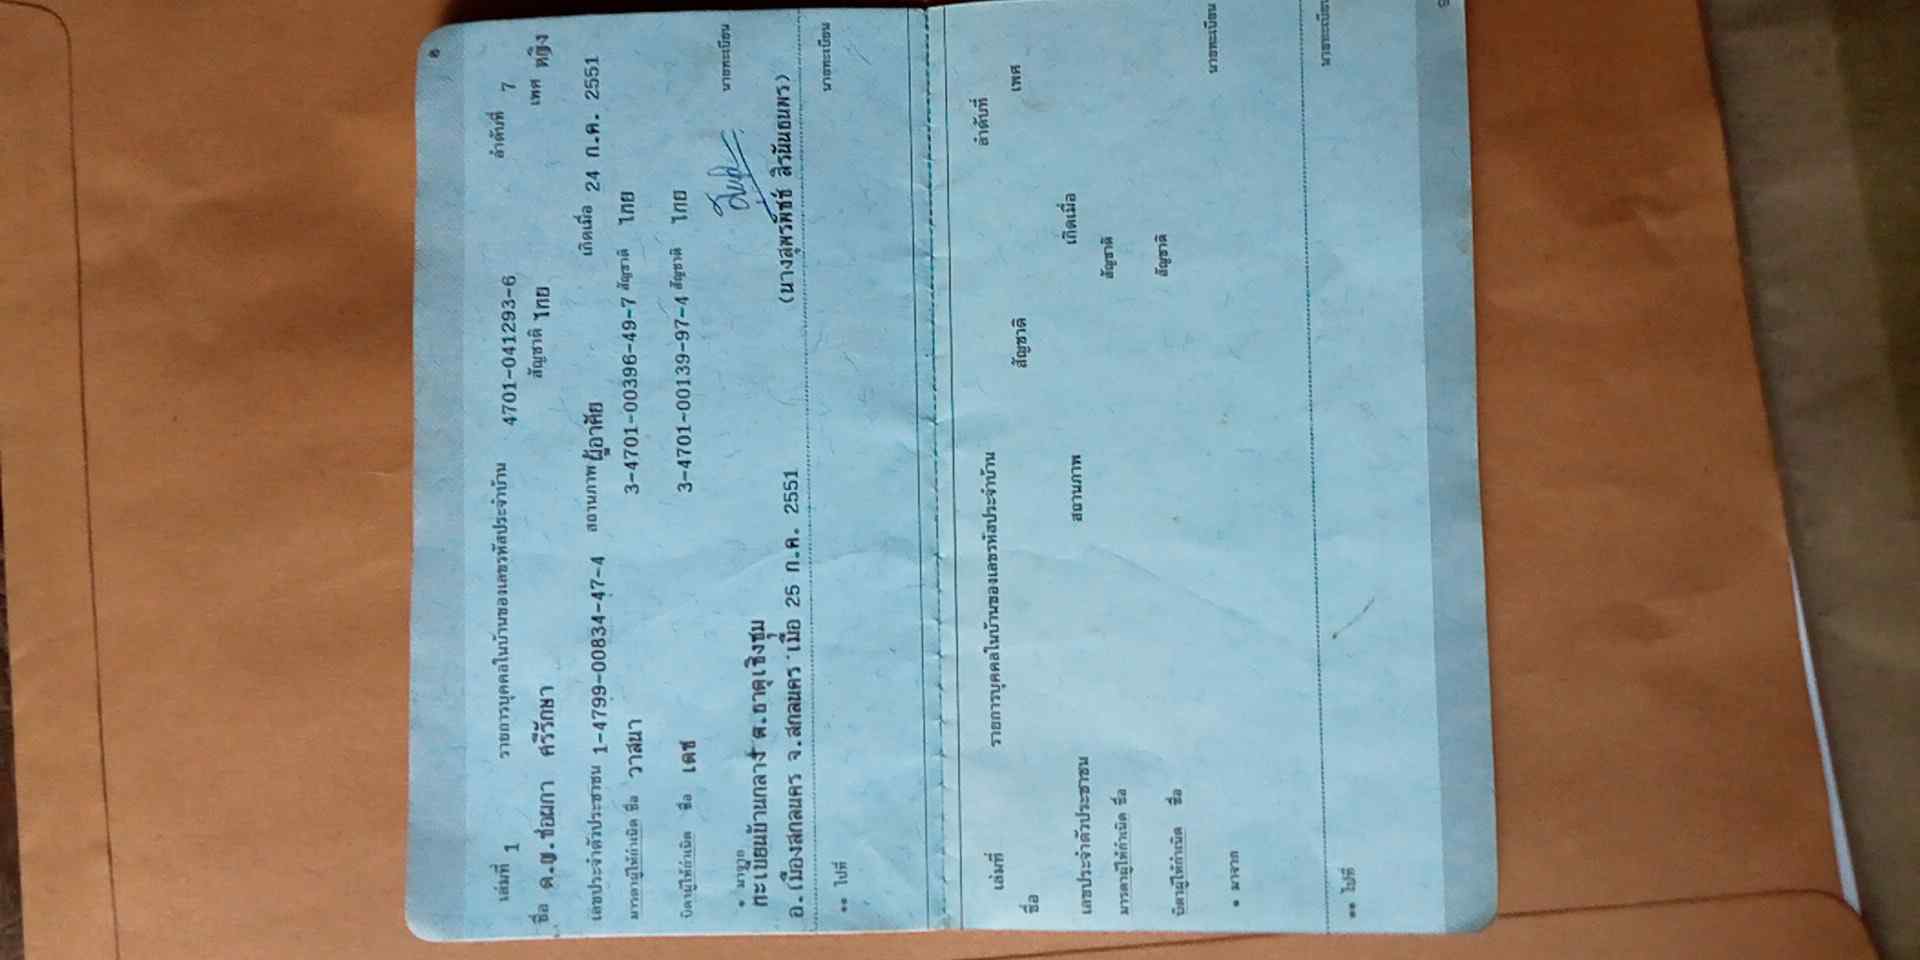 ๘
เล่มที่ 1 รายการบุคคลในบ้านของเลขรหัสประจำบ้าน 4701-041293-6 ลำดับที่ 7
ชื่อ ด.ญ.ช่อผกา ศรีรักษา สัญชาติ ไทย เพศ หญิง
เลขประจำตัวประชาชน 1-4799-00834-47-4 สถานภาพ ผู้อาศัย เกิดเมื่อ 24 ก.ค. 2551
มารดาผู้ให้กำเนิด ชื่อ วาสนา 3-4701-00396-49-7 สัญชาติ ไทย
บิดาผู้ให้กำเนิด ชื่อ เดช 3-4701-00139-97-4 สัญชาติ ไทย
* มาจาก
ทะเบียนบ้านกลาง ต.ธาตุเชิงชุม นายทะเบียน
อ.เมืองสกลนคร จ.สกลนคร เมื่อ 25 ก.ค. 2551
** ไปที่ นายทะเบียน
เล่มที่ รายการบุคคลในบ้านของเลขรหัสประจำบ้าน ลำดับที่
ชื่อ สัญชาติ เพศ
เลขประจำตัวประชาชน สถานภาพ เกิดเมื่อ
มารดาผู้ให้กำเนิด ชื่อ สัญชาติ
บิดาผู้ให้กำเนิด ชื่อ สัญชาติ
* มาจาก นายทะเบียน
** ไปที่ นายทะเบียน